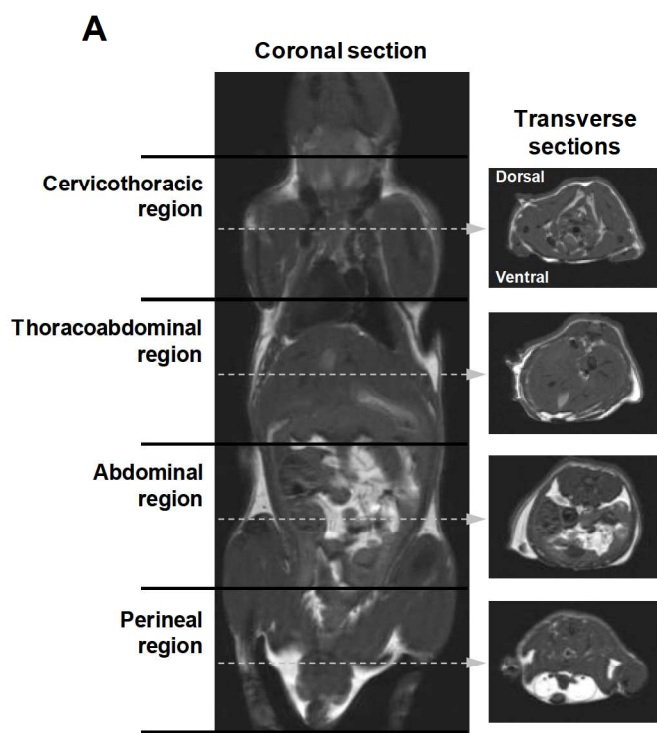 A
Coronal section
Transverse
sections
Cervicothoracic
region
Dorsal
Ventral
Thoracoabdominal
region
Abdominal
region
Perineal
region